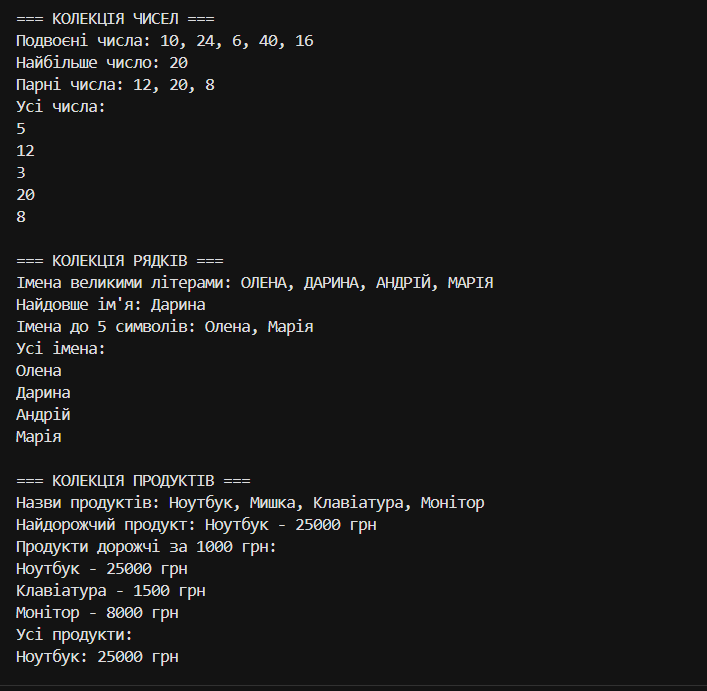 === КОЛЕКЦІЯ ЧИСЕЛ ===
Подвоєні числа: 10, 24, 6, 40, 16
Найбільше число: 20
Парні числа: 12, 20, 8
Усі числа:
5
12
3
20
8
=== КОЛЕКЦІЯ РЯДКІВ ===
Імена великими літерами: ОЛЕНА, ДАРИНА, АНДРІЙ, МАРІЯ
Найдовше ім'я: Дарина
Імена до 5 символів: Олена, Марія
Усі імена:
Олена
Дарина
Андрій
Марія
=== КОЛЕКЦІЯ ПРОДУКТІВ ===
Назви продуктів: Ноутбук, Мишка, Клавіатура, Монітор
Найдорожчий продукт: Ноутбук - 25000 грн
Продукти дорожчі за 1000 грн:
Ноутбук - 25000 грн
Клавіатура - 1500 грн
Монітор - 8000 грн
Усі продукти:
Ноутбук: 25000 грн